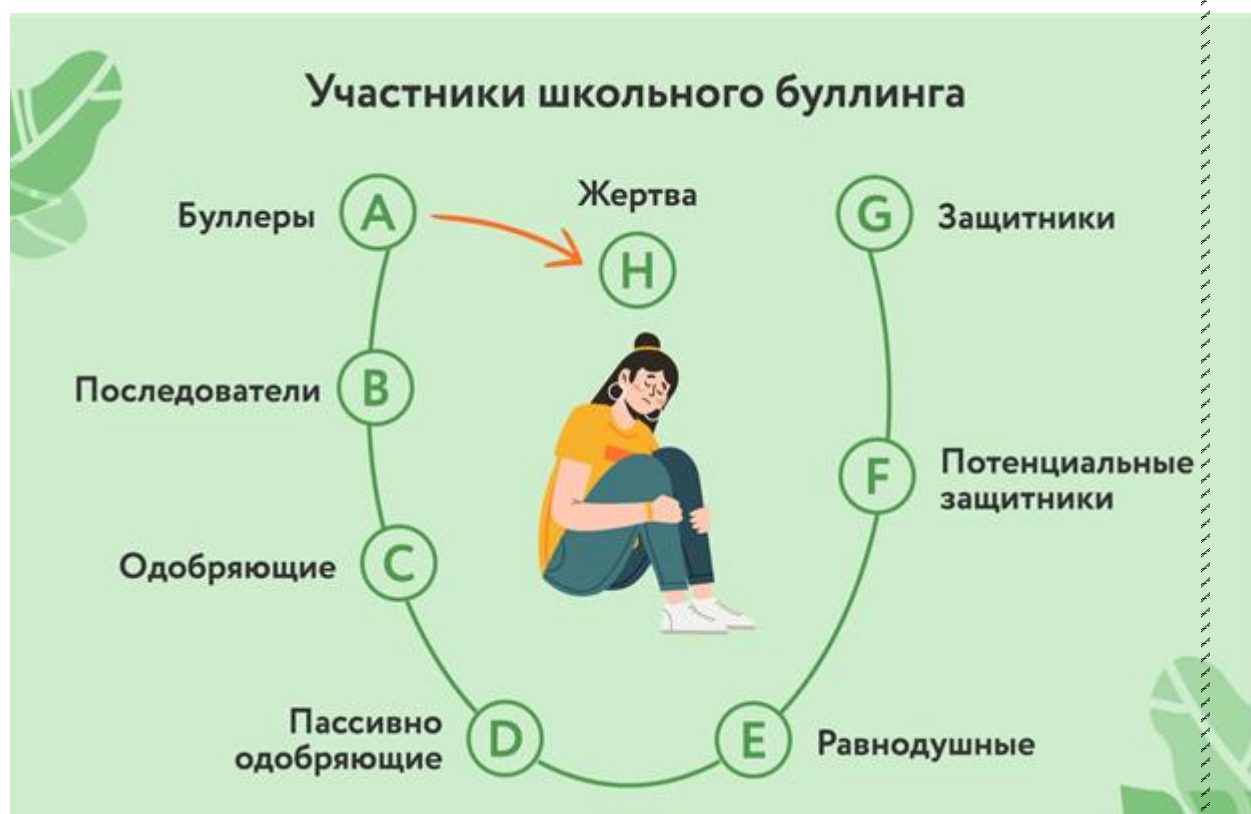 Участники школьного буллинга
Жертва
Буллеры A
H
G Защитники
Последователи B
F Потенциальные
защитники
Одобряющие C
Пассивно
одобряющие D
E Равнодушные